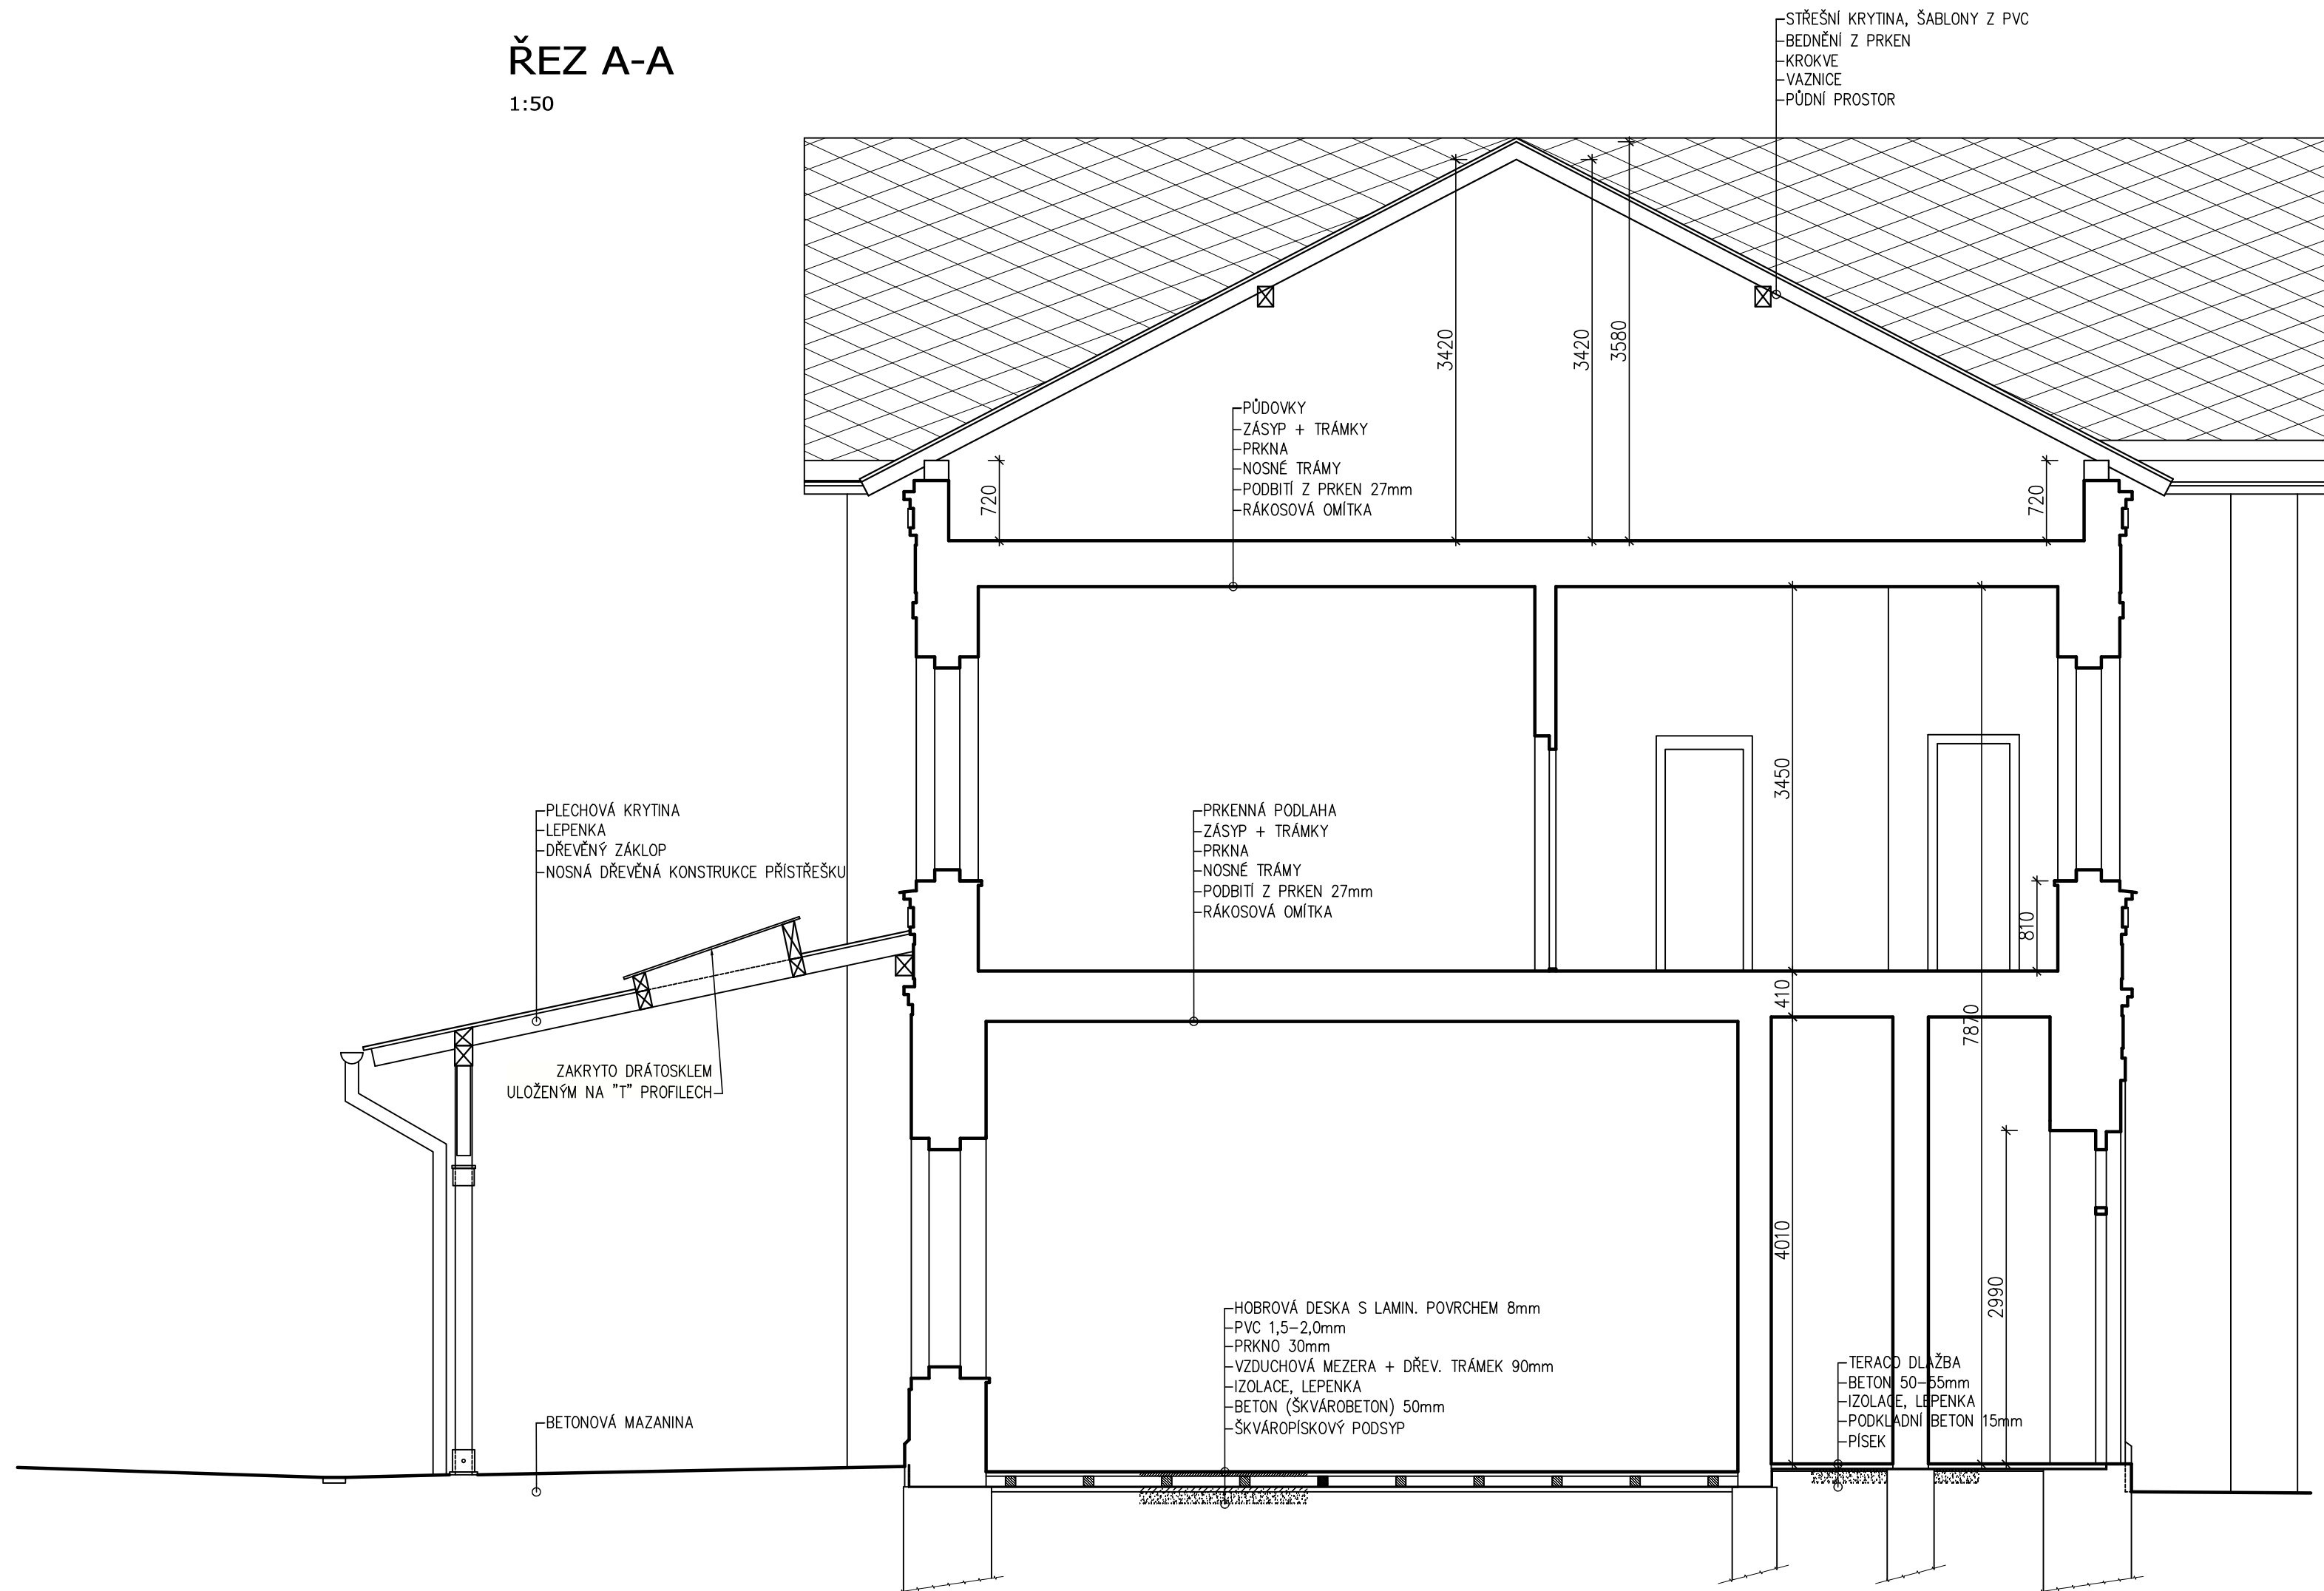 ŘEZ A-A
1:50
STŘEŠNÍ KRYTINA, ŠABLONY Z PVC
BEDNĚNÍ Z PRKEN
KROKVE
VAZNICE
PŮDNÍ PROSTOR
3420
3420
3580
PŮDOVKY
ZÁSYP + TRÁMKY
PRKNA
NOSNÉ TRÁMY
PODBITÍ Z PRKEN 27mm
RÁKOSOVÁ OMÍTKA
720
720
3450
PLECHOVÁ KRYTINA
LEPENKA
DŘEVĚNÝ ZÁKLOP
NOSNÁ DŘEVĚNÁ KONSTRUKCE PŘÍSTŘEŠKU
PRKENNÁ PODLAHA
ZÁSYP + TRÁMKY
PRKNA
NOSNÉ TRÁMY
PODBITÍ Z PRKEN 27mm
RÁKOSOVÁ OMÍTKA
810
410
7870
ZAKRYTO DRÁTOSKLEM
ULOŽENÝM NA "T" PROFILECH
4010
2990
HOBROVÁ DESKA S LAMIN. POVRCHEM 8mm
PVC 1,5-2,0mm
PRKNO 30mm
VZDUCHOVÁ MEZERA + DŘEV. TRÁMEK 90mm
IZOLACE, LEPENKA
BETON (ŠKVÁROBETON) 50mm
ŠKVÁROPÍSKOVÝ PODSYP
TERACO DLAŽBA
BETON 50-55mm
IZOLACE, LEPENKA
PODKLADNÍ BETON 15mm
PÍSEK
BETONOVÁ MAZANINA